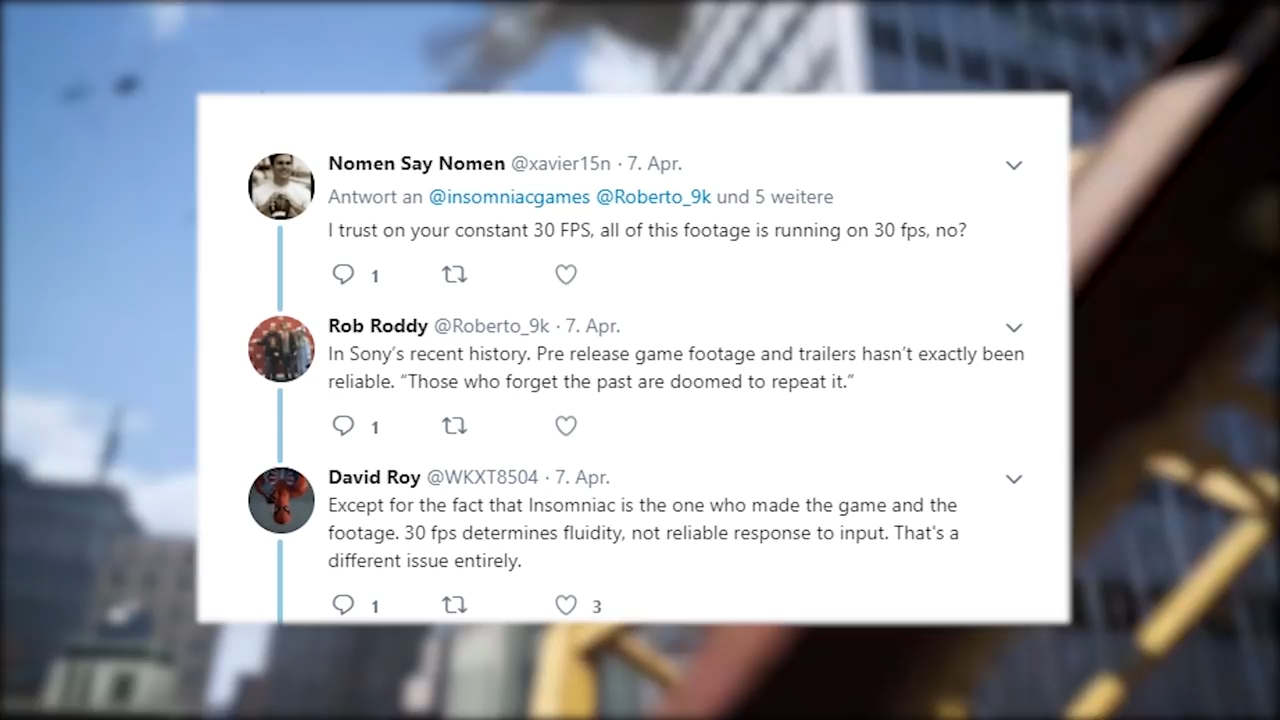 Nomen Say Nomen @xavier15n · 7. Apr.
Antwort an @insomniacgames @Roberto_9k und 5 weitere
I trust on your constant 30 FPS, all of this footage is running on 30 fps, no?
1
Rob Roddy @Roberto_9k · 7. Apr.
In Sony’s recent history. Pre release game footage and trailers hasn’t exactly been
reliable. “Those who forget the past are doomed to repeat it.”
1
David Roy @WKXT8504 · 7. Apr.
Except for the fact that Insomniac is the one who made the game and the
footage. 30 fps determines fluidity, not reliable response to input. That's a
different issue entirely.
1 3